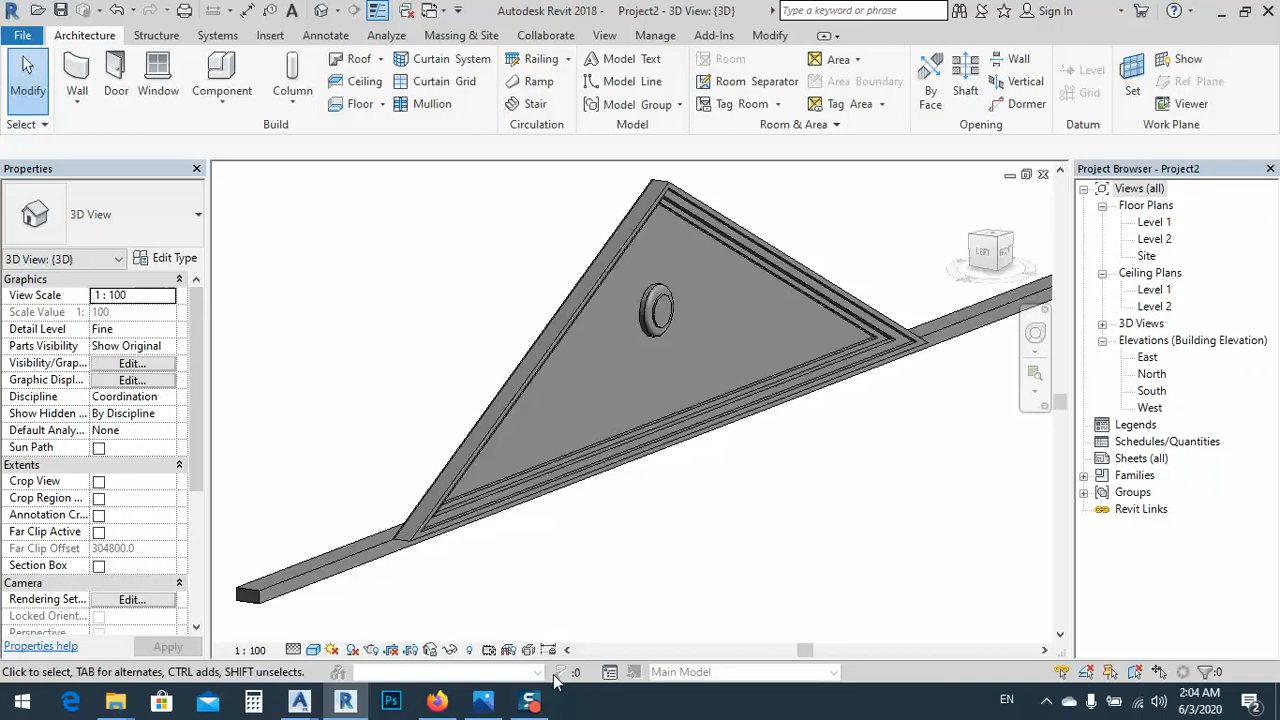 Autodesk Revit 2018 - Project2 - 3D View: {3D}
Type a keyword or phrase
Sign In
File Architecture Structure Systems Insert Annotate Analyze Massing & Site Collaborate View Manage Add-Ins Modify
Modify
Wall
Door
Window
Component
Column
Roof
Ceiling
Floor
Curtain System
Curtain Grid
Mullion
Railing
Ramp
Stair
Model Text
Model Line
Model Group
Room
Room Separator
Tag Room
Area
Area Boundary
Tag Area
By Face
Shaft
Wall
Vertical
Dormer
Level
Grid
Set
Show
Ref Plane
Viewer
Select Build Circulation Model Room & Area Opening Datum Work Plane
Properties
3D View
3D View: {3D} Edit Type
Graphics
View Scale 1 : 100
Scale Value 1: 100
Detail Level Fine
Parts Visibility Show Original
Visibility/Grap... Edit...
Graphic Displ... Edit...
Discipline Coordination
Show Hidden ... By Discipline
Default Analy... None
Sun Path
Extents
Crop View
Crop Region ...
Annotation Cr...
Far Clip Active
Far Clip Offset 304800.0
Section Box
Camera
Rendering Set... Edit...
Locked Orient...
Perspective
Properties help Apply
LEFT
1 : 100
Project Browser - Project2
Views (all)
Floor Plans
Level 1
Level 2
Site
Ceiling Plans
Level 1
Level 2
3D Views
Elevations (Building Elevation)
East
North
South
West
Legends
Schedules/Quantities
Sheets (all)
Families
Groups
Revit Links
Click to select, TAB for alternates, CTRL adds, SHIFT unselects.
:0
Main Model
:0
EN
2:04 AM
6/3/2020
2